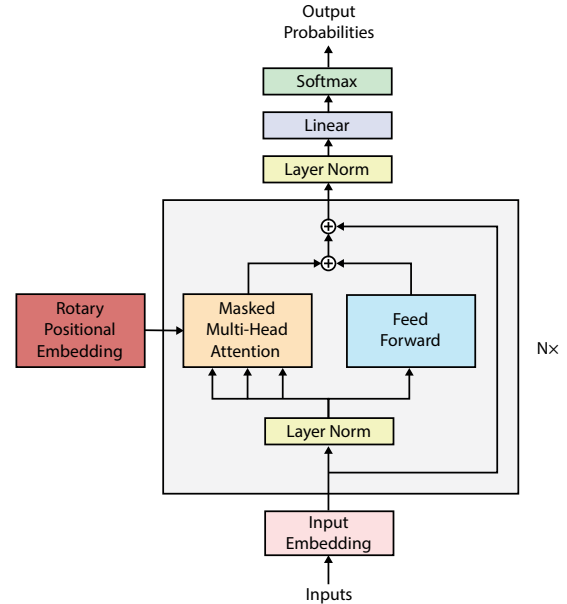 Output
Probabilities
Softmax
Linear
Layer Norm
Rotary
Positional
Embedding
Masked
Multi-Head
Attention
Feed
Forward
N×
Layer Norm
Input
Embedding
Inputs